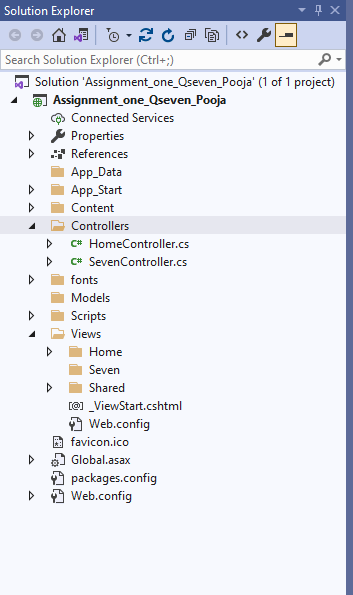 Solution Explorer
Search Solution Explorer (Ctrl+;)
Solution 'Assignment_one_Qseven_Pooja' (1 of 1 project)
Assignment_one_Qseven_Pooja
Connected Services
Properties
References
App_Data
App_Start
Content
Controllers
C# HomeController.cs
C# SevenController.cs
fonts
Models
Scripts
Views
Home
Seven
Shared
_ViewStart.cshtml
Web.config
favicon.ico
Global.asax
packages.config
Web.config